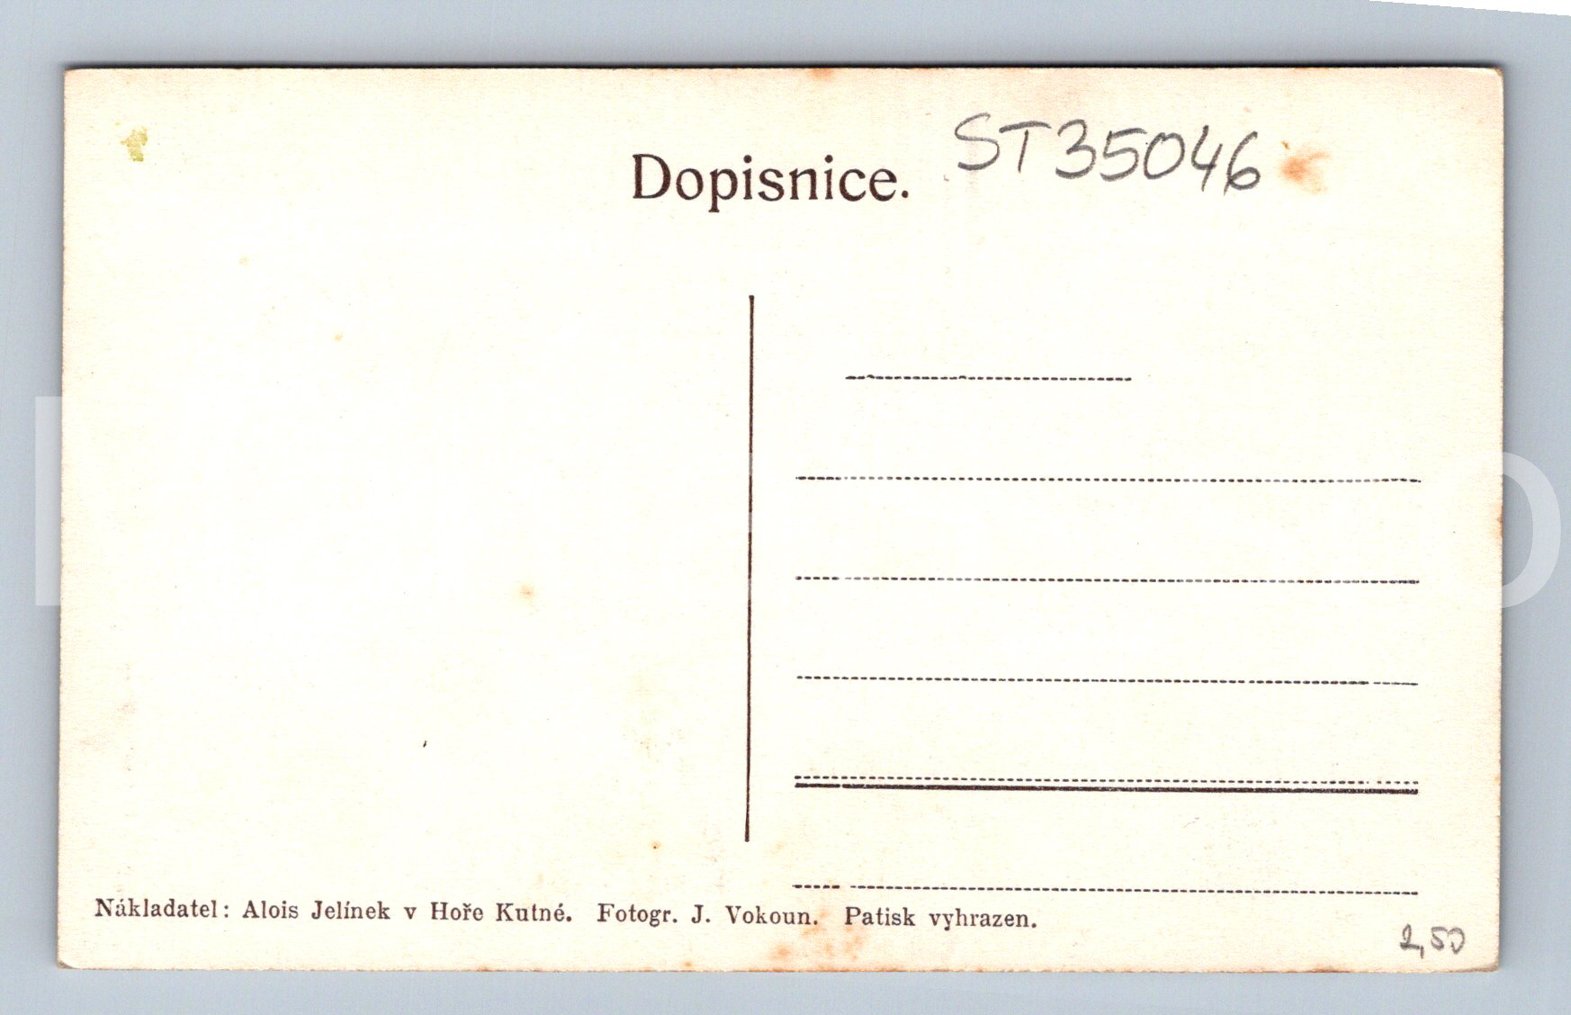 Dopisnice.
ST35046
Nákladatel: Alois Jelínek v Hoře Kutné. Fotogr. J. Vokoun. Patisk vyhrazen.
2,50